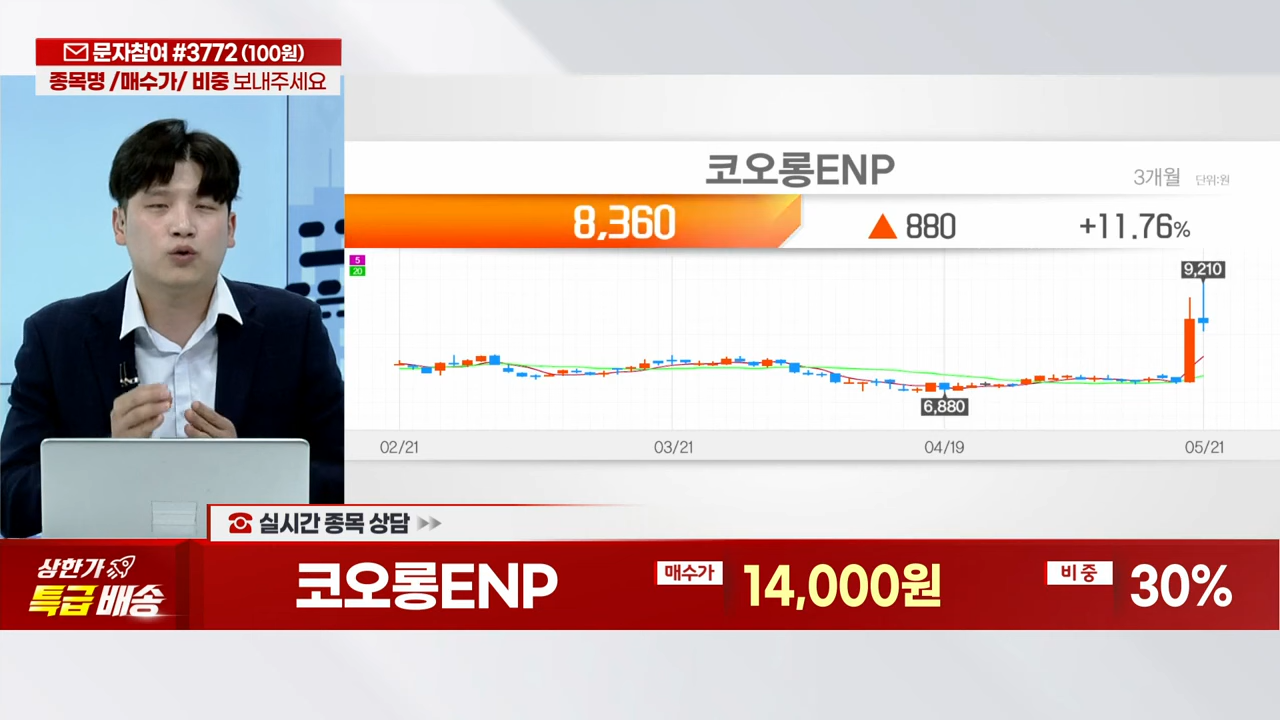 문자참여 #3772 (100원)
종목명 /매수가/ 비중 보내주세요
코오롱ENP
3개월 단위:원
8,360 ▲ 880 +11.76%
5
20
9,210
6,880
02/21 03/21 04/19 05/21
실시간 종목 상담
상한가
특급 배송
코오롱ENP 매수가 14,000원 비중 30%